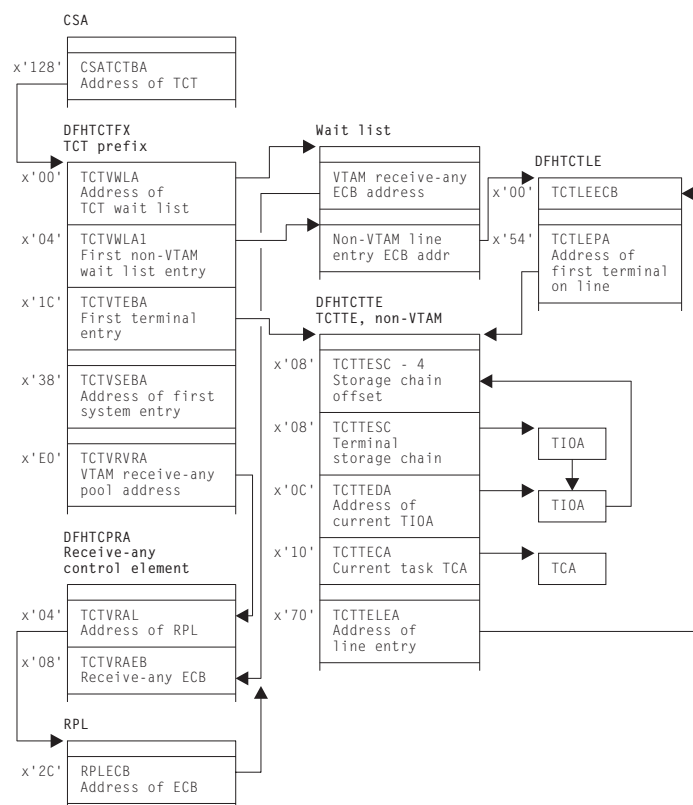 CSA
x'128'
CSATCTBA
Address of TCT
DFHTCTFX
TCT prefix
x'00'
TCTVWLA
Address of
TCT wait list
x'04'
TCTVWLA1
First non-VTAM
wait list entry
x'1C'
TCTVTEBA
First terminal
entry
x'38'
TCTVSEBA
Address of first
system entry
x'E0'
TCTVRVRA
VTAM receive-any
pool address
DFHTCPRA
Receive-any
control element
x'04'
TCTVRAL
Address of RPL
x'08'
TCTVRAEB
Receive-any ECB
RPL
x'2C'
RPLECB
Address of ECB
Wait list
VTAM receive-any
ECB address
Non-VTAM line
entry ECB addr
DFHTCTTE
TCTTE, non-VTAM
x'08'
TCTTESC - 4
Storage chain
offset
x'08'
TCTTESC
Terminal
storage chain
x'0C'
TCTTEDA
Address of
current TIOA
x'10'
TCTTECA
Current task TCA
x'70'
TCTTELEA
Address of
line entry
DFHTCTLE
x'00'
TCTLEECB
x'54'
TCTLEPA
Address of
first terminal
on line
TIOA
TIOA
TCA